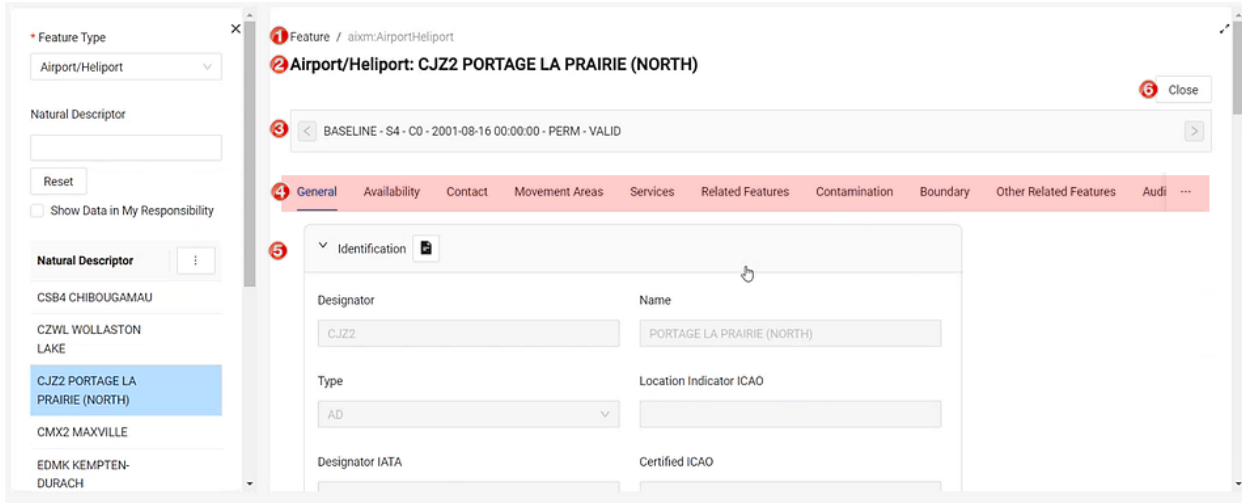 * Feature Type
Airport/Heliport
Natural Descriptor
Reset
Show Data in My Responsibility
Natural Descriptor
CSB4 CHIBOUGAMAU
CZWL WOLLASTON
LAKE
CJZ2 PORTAGE LA
PRAIRIE (NORTH)
CMX2 MAXVILLE
EDMK KEMPTEN-
DURACH
1 Feature / aixm:AirportHeliport
2 Airport/Heliport: CJZ2 PORTAGE LA PRAIRIE (NORTH)
6 Close
3 < BASELINE - S4 - C0 - 2001-08-16 00:00:00 - PERM - VALID >
4 General Availability Contact Movement Areas Services Related Features Contamination Boundary Other Related Features Audi ···
5 Identification
Designator Name
CJZ2 PORTAGE LA PRAIRIE (NORTH)
Type Location Indicator ICAO
AD
Designator IATA Certified ICAO